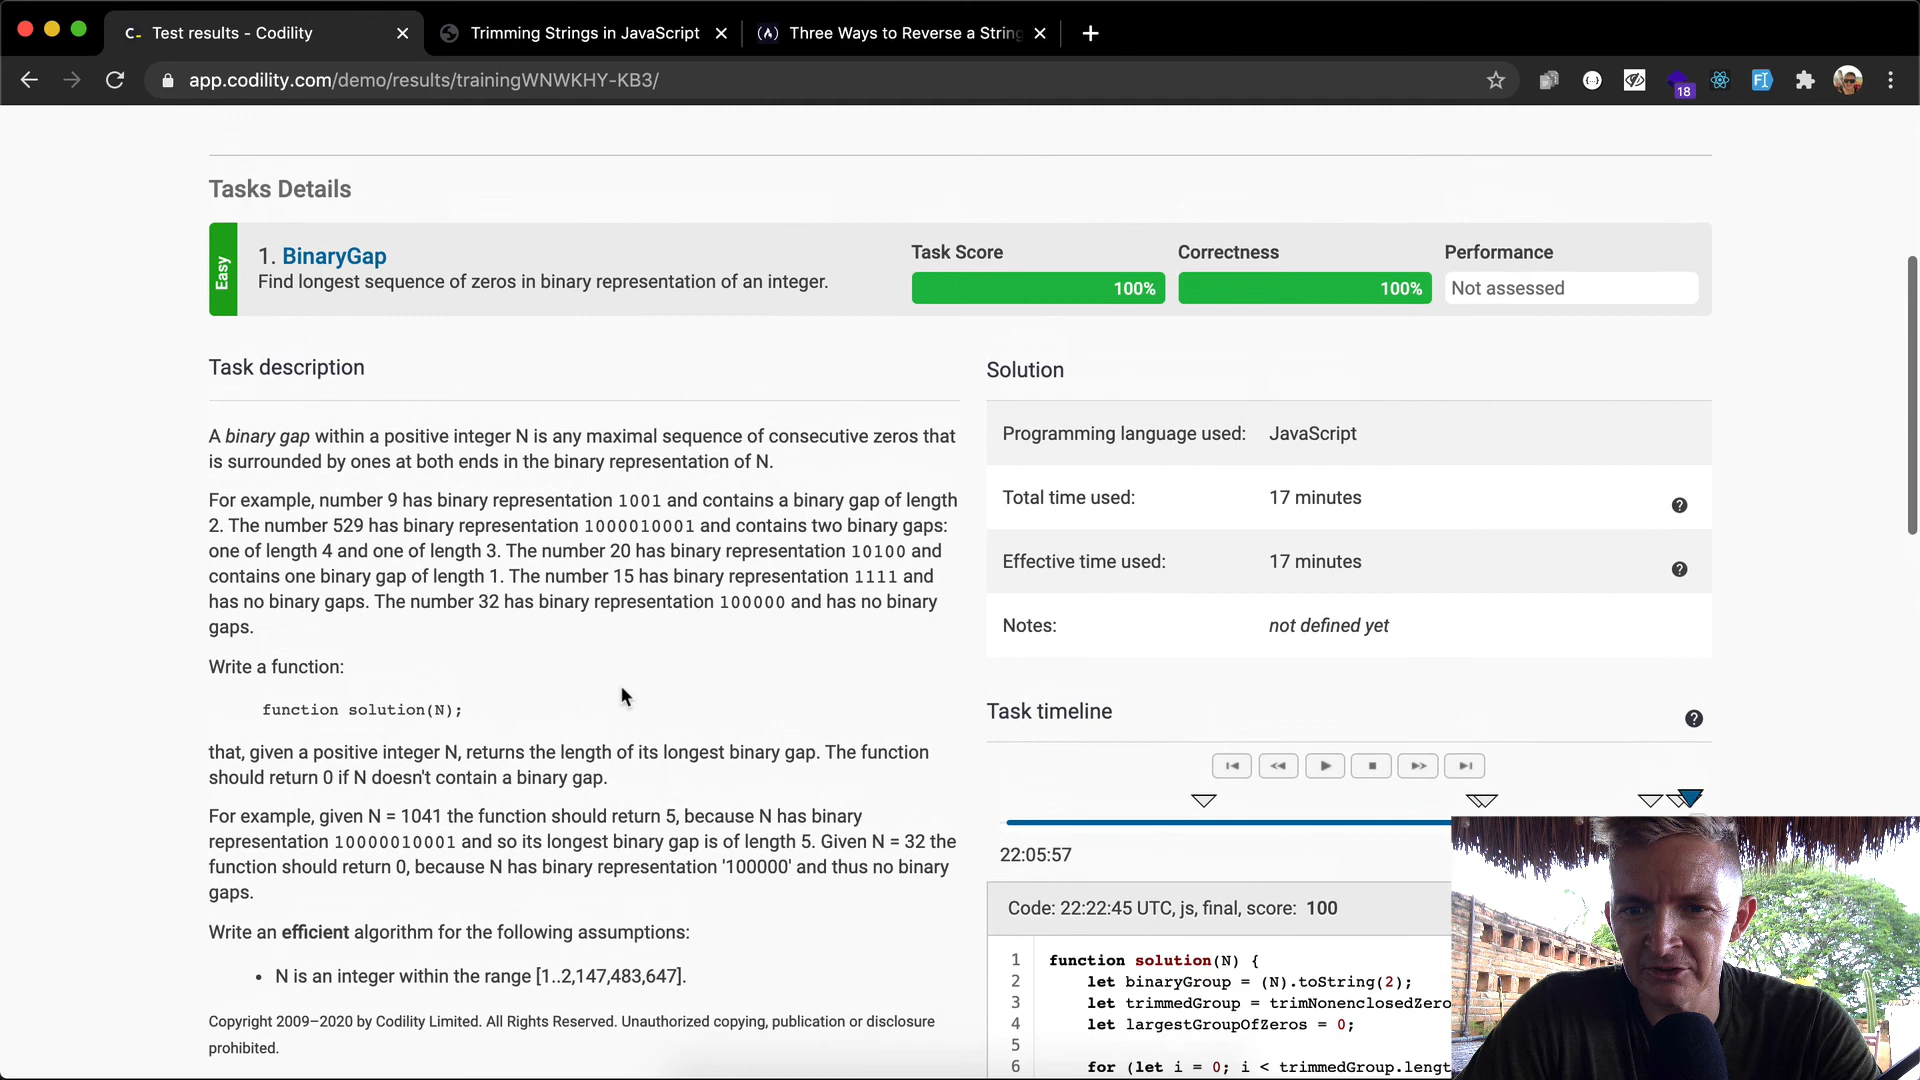 Test results - Codility
Trimming Strings in JavaScript
Three Ways to Reverse a String
app.codility.com/demo/results/trainingWNWKHY-KB3/
18
Tasks Details
Easy
1. BinaryGap
Find longest sequence of zeros in binary representation of an integer.
Task Score
Correctness
Performance
100%
100%
Not assessed
Task description
A binary gap within a positive integer N is any maximal sequence of consecutive zeros that
is surrounded by ones at both ends in the binary representation of N.
For example, number 9 has binary representation 1001 and contains a binary gap of length
2. The number 529 has binary representation 1000010001 and contains two binary gaps:
one of length 4 and one of length 3. The number 20 has binary representation 10100 and
contains one binary gap of length 1. The number 15 has binary representation 1111 and
has no binary gaps. The number 32 has binary representation 100000 and has no binary
gaps.
Write a function:
function solution(N);
that, given a positive integer N, returns the length of its longest binary gap. The function
should return 0 if N doesn't contain a binary gap.
For example, given N = 1041 the function should return 5, because N has binary
representation 10000010001 and so its longest binary gap is of length 5. Given N = 32 the
function should return 0, because N has binary representation '100000' and thus no binary
gaps.
Write an efficient algorithm for the following assumptions:
• N is an integer within the range [1..2,147,483,647].
Copyright 2009–2020 by Codility Limited. All Rights Reserved. Unauthorized copying, publication or disclosure
prohibited.
Solution
Programming language used: JavaScript
Total time used: 17 minutes
Effective time used: 17 minutes
Notes: not defined yet
Task timeline
22:05:57
Code: 22:22:45 UTC, js, final, score: 100
1 function solution(N) {
2 let binaryGroup = (N).toString(2);
3 let trimmedGroup = trimNonenclosedZero
4 let largestGroupOfZeros = 0;
5
6 for (let i = 0; i < trimmedGroup.lengt